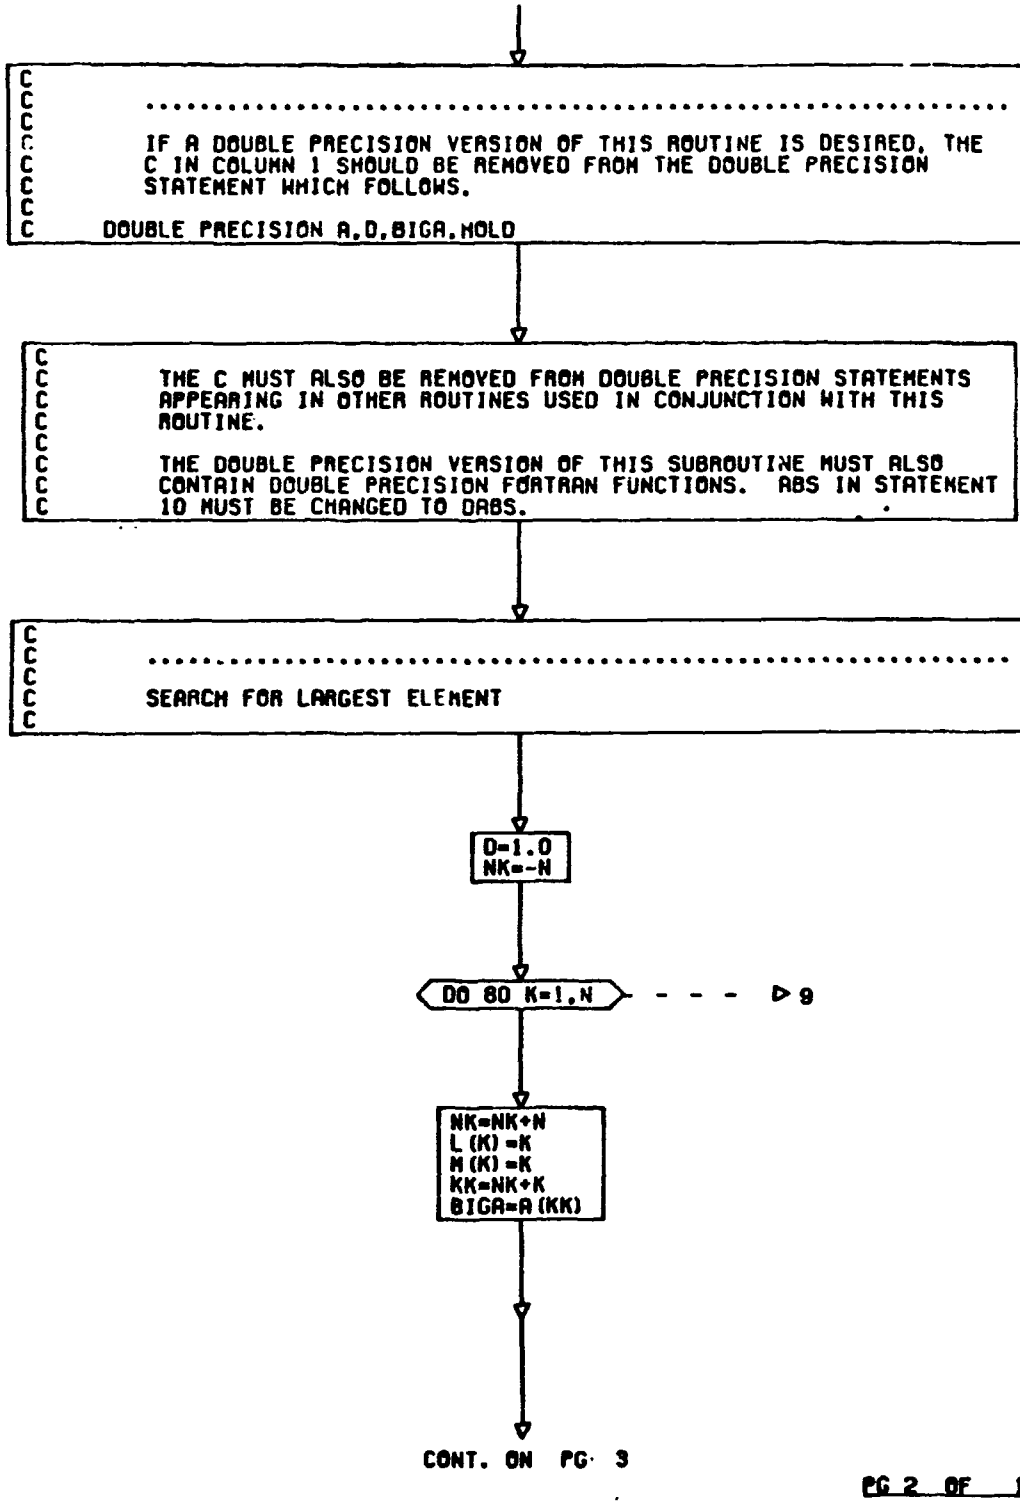 C
C ..............................................................
C
C IF A DOUBLE PRECISION VERSION OF THIS ROUTINE IS DESIRED, THE
C C IN COLUMN 1 SHOULD BE REMOVED FROM THE DOUBLE PRECISION
C STATEMENT WHICH FOLLOWS.
C
C DOUBLE PRECISION A,D,BIGA,HOLD
C
C THE C MUST ALSO BE REMOVED FROM DOUBLE PRECISION STATEMENTS
C APPEARING IN OTHER ROUTINES USED IN CONJUNCTION WITH THIS
C ROUTINE.
C
C THE DOUBLE PRECISION VERSION OF THIS SUBROUTINE MUST ALSO
C CONTAIN DOUBLE PRECISION FORTRAN FUNCTIONS. ABS IN STATEMENT
C 10 MUST BE CHANGED TO DABS.
C
C ..............................................................
C
C SEARCH FOR LARGEST ELEMENT
C
D=1.0
NK=-N
DO 80 K=1,N - - - - 9
NK=NK+N
L(K)=K
M(K)=K
KK=NK+K
BIGA=A(KK)
CONT. ON PG 3
PG 2 OF 1